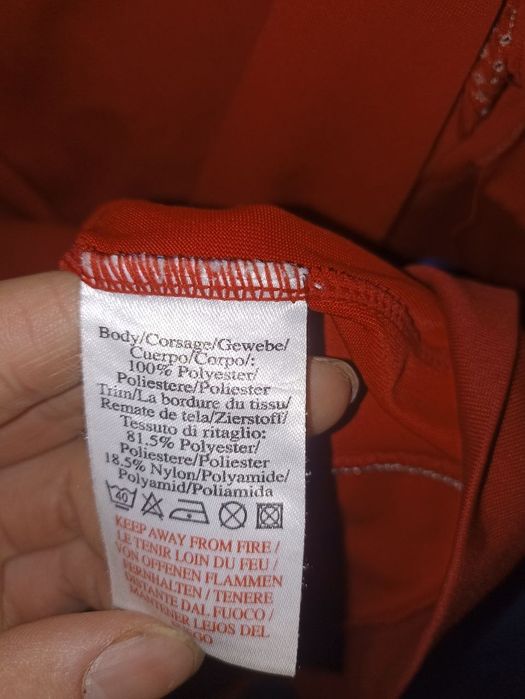 Body/Corsage/Gewebe/
Cuerpo/Corpo/:
100% Polyester/
Poliestere/Poliester
Trim/La bordure du tissu/
Remate de tela/Zierstoff/
Tessuto di ritaglio:
81.5% Polyester/
Poliestere/Poliester
18.5% Nylon/Polyamide/
Polyamid/Poliamida
40
KEEP AWAY FROM FIRE /
LE TENIR LOIN DU FEU /
VON OFFENEN FLAMMEN
FERNHALTEN / TENERE
DISTANTE DAL FUOCO /
MANTENER LEJOS DEL